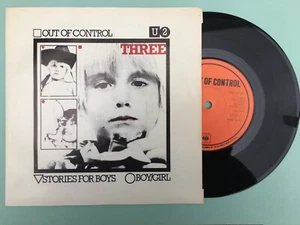 OUT OF CONTROL U2
THREE
STORIES FOR BOYS BOY/GIRL
OUT OF CONTROL